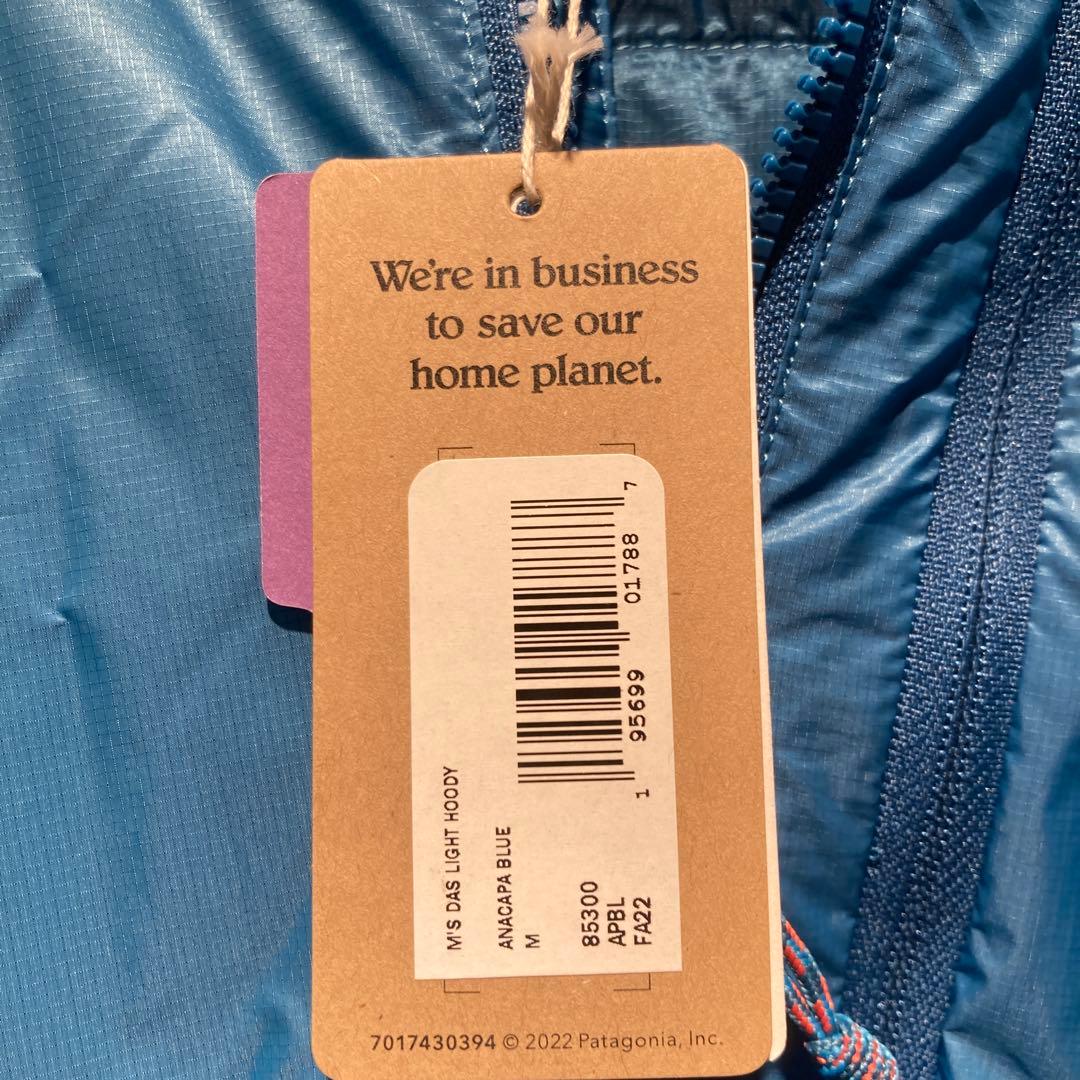 We're in business
to save our
home planet.
M'S DAS LIGHT HOODY
ANACAPA BLUE
M
85300
APBL
FA22
1 95699 01788 7
7017430394 © 2022 Patagonia, Inc.